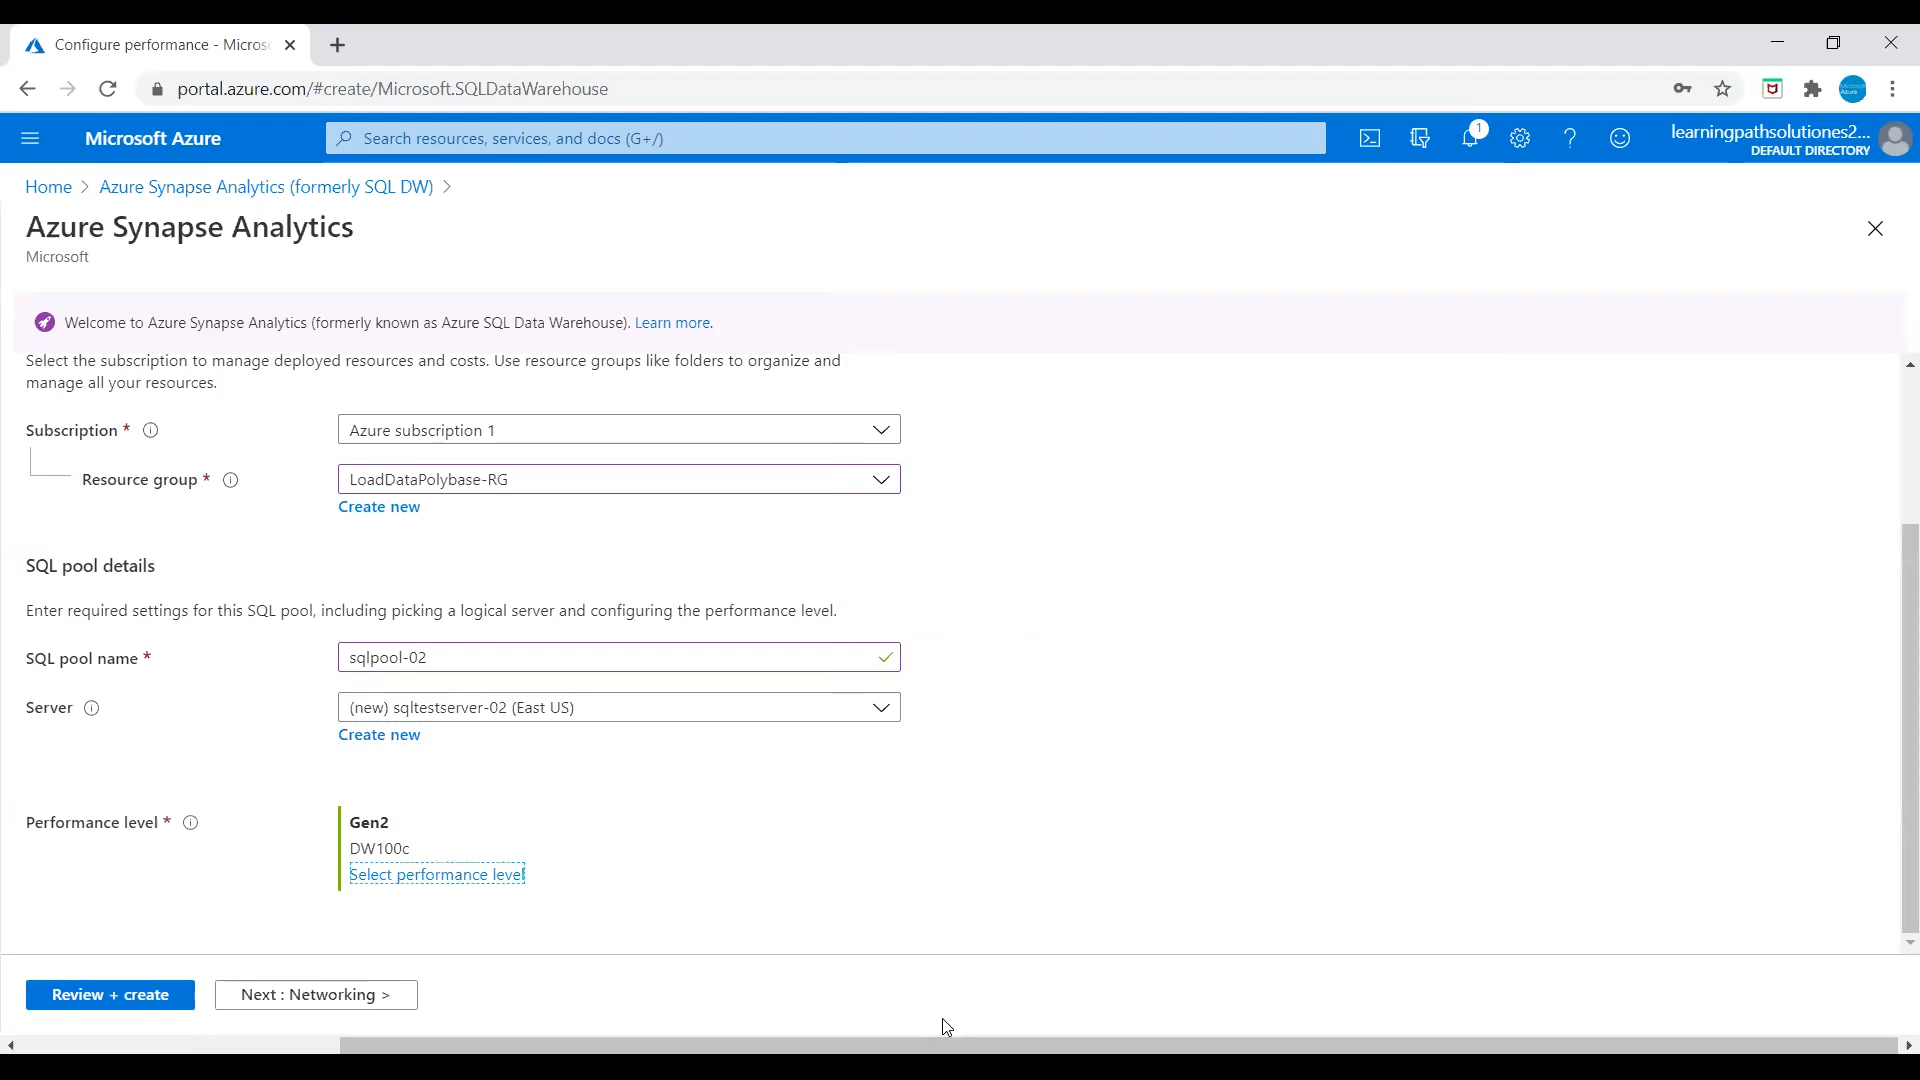 Configure performance - Micros
portal.azure.com/#create/Microsoft.SQLDataWarehouse
Microsoft Azure
Search resources, services, and docs (G+/)
1
learningpathsolutiones2...
DEFAULT DIRECTORY
Home > Azure Synapse Analytics (formerly SQL DW) >
Azure Synapse Analytics
Microsoft
Welcome to Azure Synapse Analytics (formerly known as Azure SQL Data Warehouse). Learn more.
Select the subscription to manage deployed resources and costs. Use resource groups like folders to organize and
manage all your resources.
Subscription *
Azure subscription 1
Resource group *
LoadDataPolybase-RG
Create new
SQL pool details
Enter required settings for this SQL pool, including picking a logical server and configuring the performance level.
SQL pool name *
sqlpool-02
Server
(new) sqltestserver-02 (East US)
Create new
Performance level *
Gen2
DW100c
Select performance level
Review + create
Next : Networking >